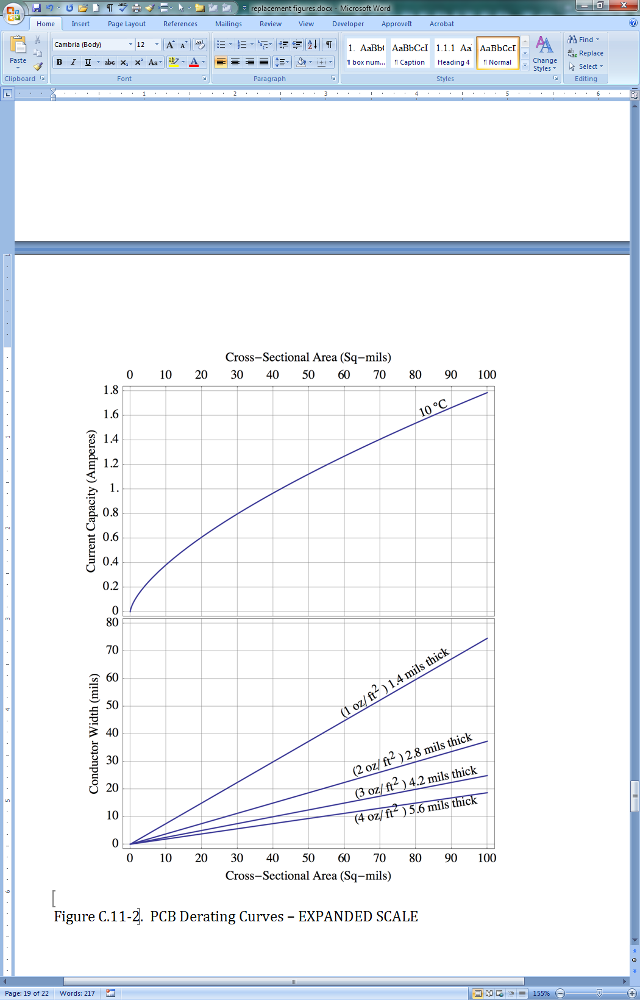 replacement figures.docx - Microsoft Word
Home Insert Page Layout References Mailings Review View Developer ApproveIt Acrobat
Paste
Cambria (Body) 12
1. AaBb( AaBbCcI 1.1.1 Aa AaBbCcI
¶ box num... ¶ Caption Heading 4 ¶ Normal
Change Styles
Find
Replace
Select
Clipboard Font Paragraph Styles Editing
1 2 3 4 5 6
Cross–Sectional Area (Sq–mils)
0 10 20 30 40 50 60 70 80 90 100
1.8
1.6
1.4
1.2
1.
0.8
0.6
0.4
0.2
0
Current Capacity (Amperes)
10 °C
80
70
60
50
40
30
20
10
0
Conductor Width (mils)
(1 oz/ ft² ) 1.4 mils thick
(2 oz/ ft² ) 2.8 mils thick
(3 oz/ ft² ) 4.2 mils thick
(4 oz/ ft² ) 5.6 mils thick
0 10 20 30 40 50 60 70 80 90 100
Cross–Sectional Area (Sq–mils)
Figure C.11-2. PCB Derating Curves – EXPANDED SCALE
Page: 19 of 22 Words: 217 155%